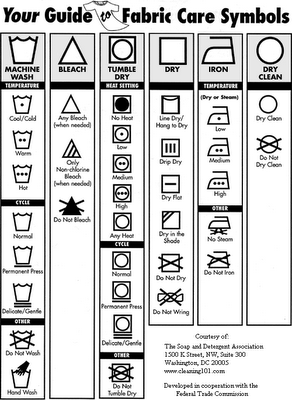 Your Guide to Fabric Care Symbols
MACHINE
WASH
TEMPERATURE
Cool/Cold
Warm
Hot
CYCLE
Normal
Permanent Press
Delicate/Gentle
OTHER
Do Not Wash
Hand Wash
BLEACH
Any Bleach
(when needed)
Only
Non-chlorine
Bleach
(when needed)
Do Not Bleach
TUMBLE
DRY
HEAT SETTING
No Heat
Low
Medium
High
Any Heat
CYCLE
Normal
Permanent Press
Delicate/Gentle
OTHER
Do Not
Tumble Dry
DRY
Line Dry/
Hang to Dry
Drip Dry
Dry Flat
Dry in the
Shade
Do Not Dry
Do Not Wring
IRON
TEMPERATURE
(Dry or Steam)
Low
Medium
High
OTHER
No Steam
Do Not Iron
DRY
CLEAN
Dry Clean
Do Not
Dry Clean
Courtesy of:
The Soap and Detergent Association
1500 K Street, NW, Suite 300
Washington, DC 20005
www.cleaning101.com
Developed in cooperation with the
Federal Trade Commission